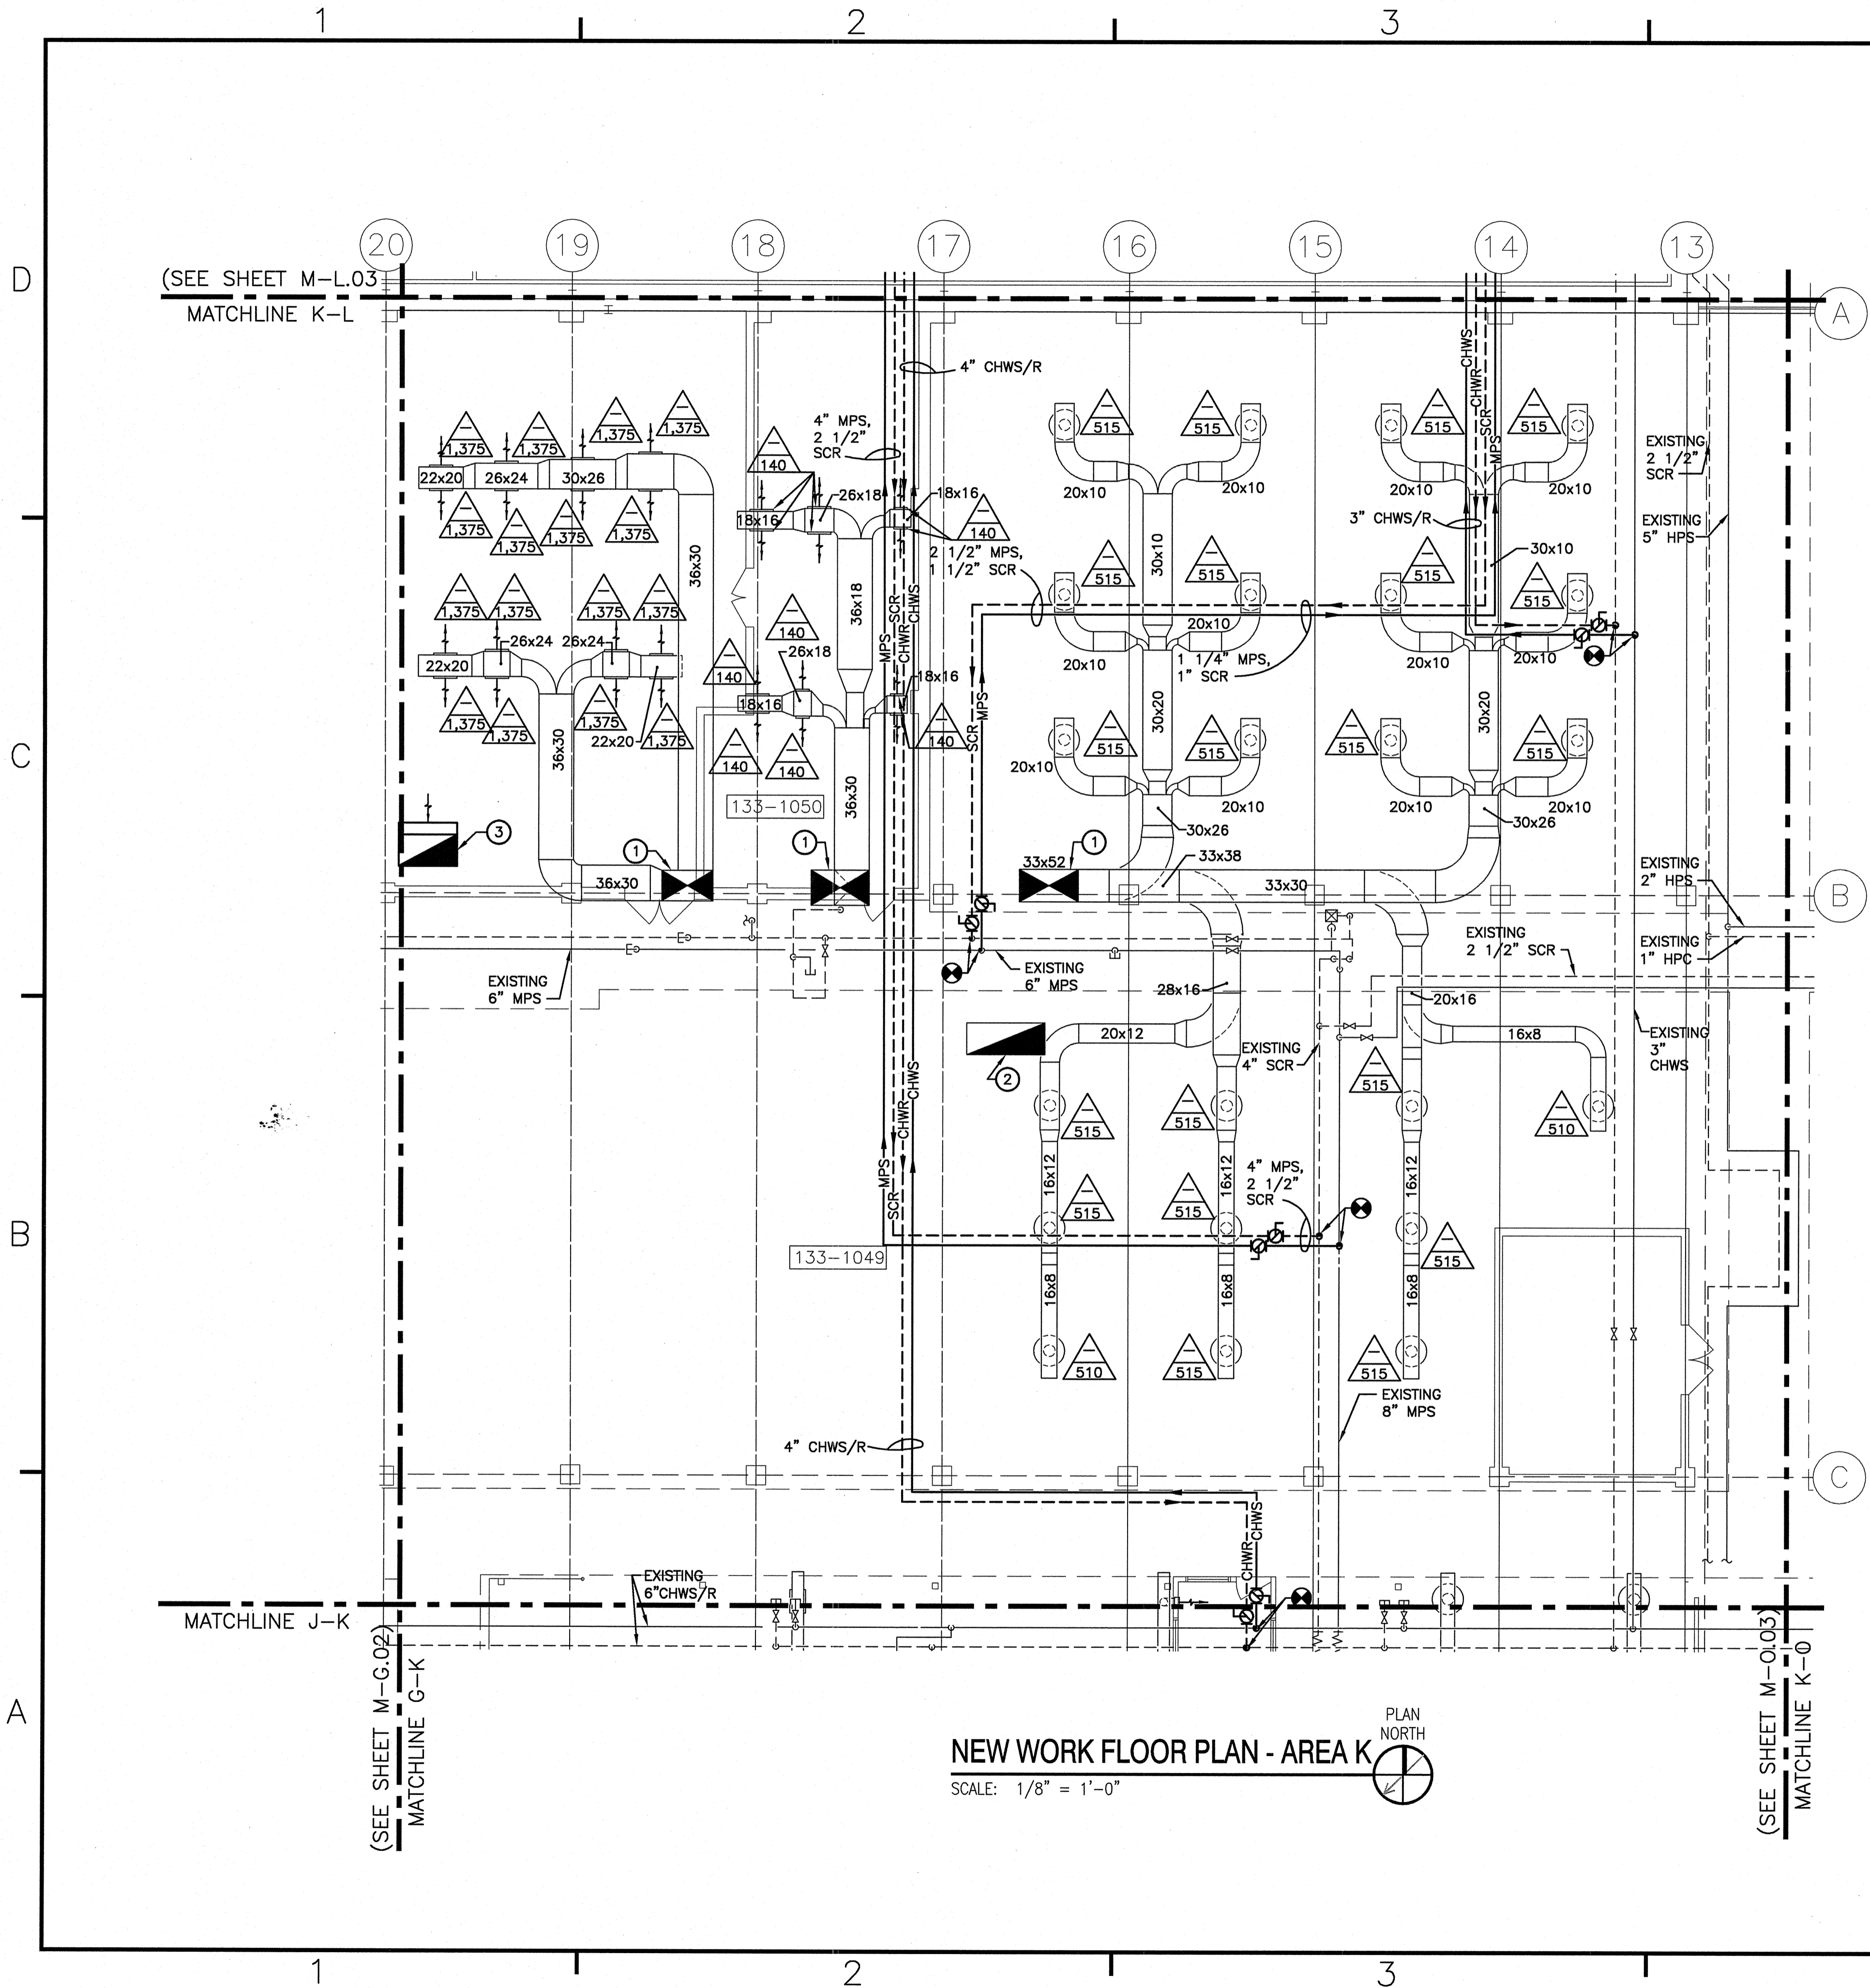 1
2
3
D
20
19
18
17
16
15
14
13
(SEE SHEET M-L.03
MATCHLINE K-L
A
4" CHWS/R
CHWS
CHWR
SCR
MPS
4" MPS,
2 1/2"
SCR
1,375
1,375
1,375
1,375
140
515
515
515
515
EXISTING
2 1/2"
SCR
22x20
26x24
30x26
26x18
18x16
18x16
20x10
20x10
20x10
20x10
1,375
1,375
1,375
1,375
140
3" CHWS/R
EXISTING
5" HPS
36x30
2 1/2" MPS,
1 1/2" SCR
30x10
30x10
36x18
515
515
515
515
1,375
1,375
1,375
1,375
140
MPS
SCR
CHWR
CHWS
20x10
26x24
26x24
26x18
22x20
140
20x10
1 1/4" MPS,
1" SCR
20x10
20x10
18x16
18x16
1,375
1,375
1,375
1,375
22x20
140
140
140
SCR
MPS
30x20
30x20
515
515
515
515
C
36x30
20x10
20x10
20x10
20x10
133-1050
36x30
30x26
30x26
3
1
1
33x52
1
33x38
36x30
33x30
EXISTING
2" HPS
B
EXISTING
2 1/2" SCR
EXISTING
1" HPC
EXISTING
6" MPS
EXISTING
6" MPS
28x16
20x16
20x12
16x8
EXISTING
4" SCR
EXISTING
3"
CHWS
2
515
CHWR
CHWS
515
515
510
MPS
SCR
16x12
16x12
16x12
4" MPS,
2 1/2"
SCR
515
515
B
133-1049
515
16x8
16x8
16x8
510
515
515
EXISTING
8" MPS
4" CHWS/R
C
CHWR
CHWS
EXISTING
6"CHWS/R
MATCHLINE J-K
(SEE SHEET M-G.02)
MATCHLINE G-K
(SEE SHEET M-O.03)
MATCHLINE K-O
A
PLAN
NORTH
NEW WORK FLOOR PLAN - AREA K
SCALE: 1/8" = 1'-0"
1
2
3